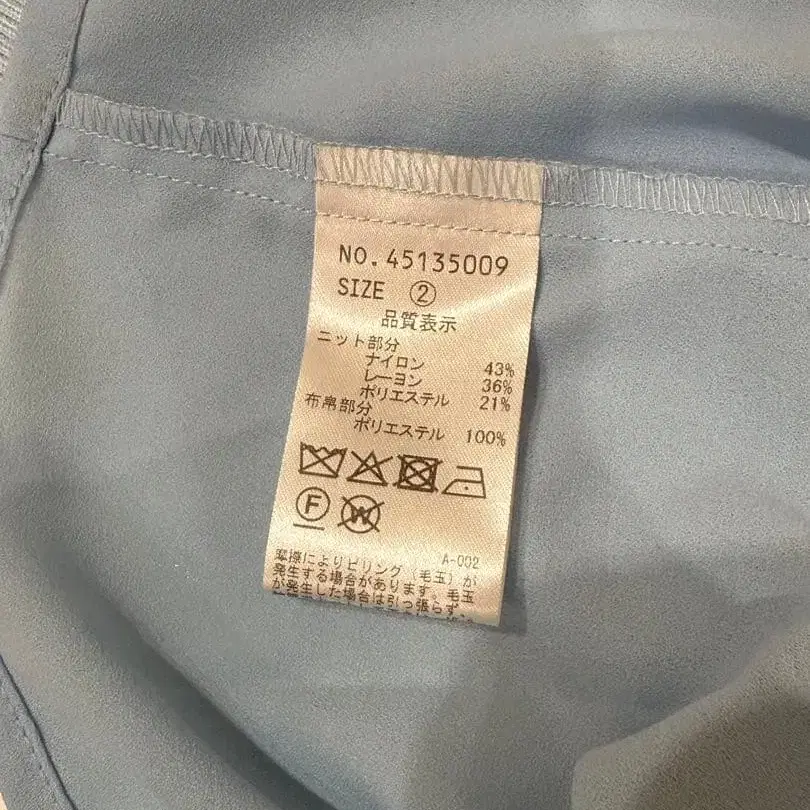 NO.45135009
SIZE ②
品質表示
ニット部分
ナイロン 43%
レーヨン 36%
ポリエステル 21%
布帛部分
ポリエステル 100%
F W
A-002
摩擦によりピリング(毛玉)が
発生する場合があります。毛玉
が発生した場合は引っ張らず、